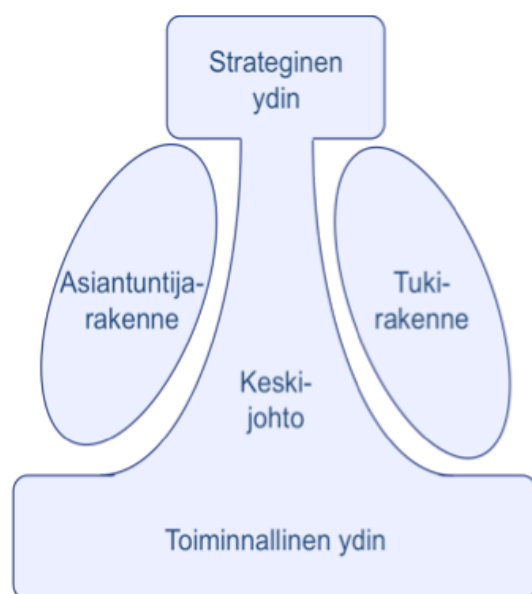 Strateginen
ydin
Asiantuntija-
rakenne
Tuki-
rakenne
Keski-
johto
Toiminnallinen ydin